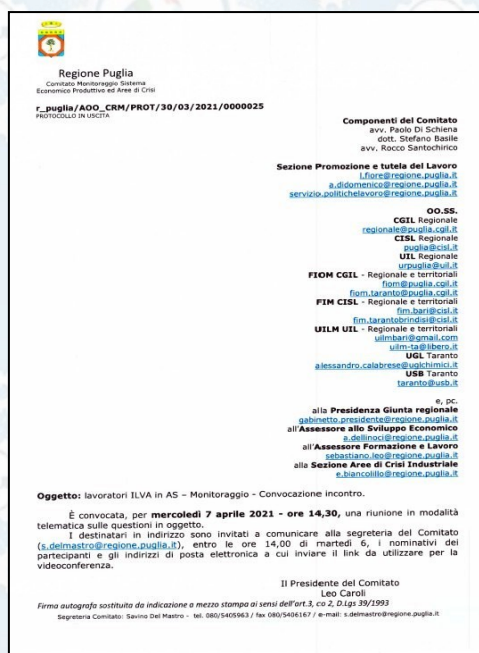 Regione Puglia
Comitato Monitoraggio Sistema
Economico Produttivo ed Aree di Crisi
r_puglia/AOO_CRM/PROT/30/03/2021/0000025
PROTOCOLLO IN USCITA
Componenti del Comitato
avv. Paolo Di Schiena
dott. Stefano Basile
avv. Rocco Santochirico
Sezione Promozione e tutela del Lavoro
l.fiore@regione.puglia.it
a.didomenico@regione.puglia.it
servizio.politichelavoro@regione.puglia.it
OO.SS.
CGIL Regionale
regionale@puglia.cgil.it
CISL Regionale
puglia@cisl.it
UIL Regionale
urpuglia@uil.it
FIOM CGIL - Regionale e territoriali
fiom@puglia.cgil.it
fiom.taranto@puglia.cgil.it
FIM CISL - Regionale e territoriali
fim.bari@cisl.it
fim.tarantobrindisi@cisl.it
UILM UIL - Regionale e territoriali
uilmbari@gmail.com
uilm-ta@libero.it
UGL Taranto
alessandro.calabrese@uglchimici.it
USB Taranto
taranto@usb.it
e, pc.
alla Presidenza Giunta regionale
gabinetto.presidente@regione.puglia.it
all'Assessore allo Sviluppo Economico
a.dellinoci@regione.puglia.it
all'Assessore Formazione e Lavoro
sebastiano.leo@regione.puglia.it
alla Sezione Aree di Crisi Industriale
e.biancolillo@regione.puglia.it
Oggetto: lavoratori ILVA in AS – Monitoraggio - Convocazione incontro.
È convocata, per mercoledì 7 aprile 2021 - ore 14,30, una riunione in modalità
telematica sulle questioni in oggetto.
I destinatari in indirizzo sono invitati a comunicare alla segreteria del Comitato
(s.delmastro@regione.puglia.it), entro le ore 14,00 di martedì 6, i nominativi dei
partecipanti e gli indirizzi di posta elettronica a cui inviare il link da utilizzare per la
videoconferenza.
Il Presidente del Comitato
Leo Caroli
Firma autografa sostituita da indicazione a mezzo stampa ai sensi dell'art.3, co 2, D.Lgs 39/1993
Segreteria Comitato: Savino Del Mastro - tel. 080/5405963 / fax 080/5406167 / e-mail: s.delmastro@regione.puglia.it